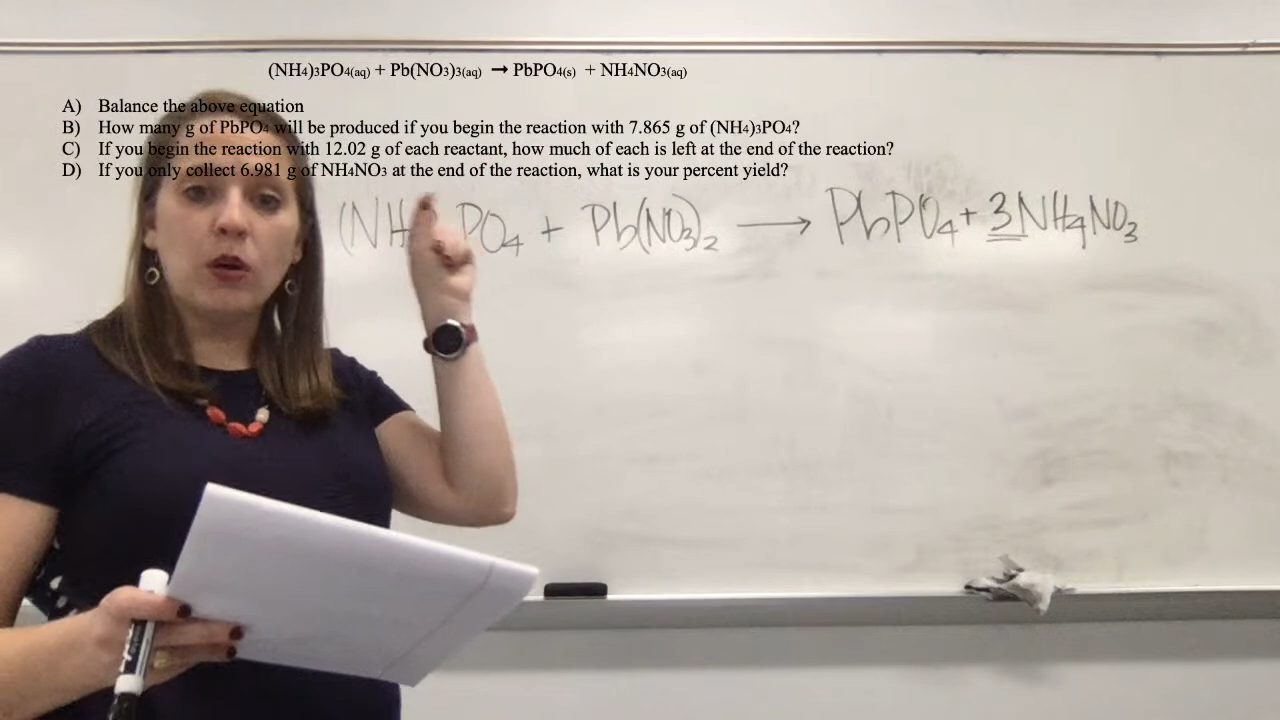 (NH4)3PO4(aq) + Pb(NO3)3(aq) → PbPO4(s) + NH4NO3(aq)
A) Balance the above equation
B) How many g of PbPO4 will be produced if you begin the reaction with 7.865 g of (NH4)3PO4?
C) If you begin the reaction with 12.02 g of each reactant, how much of each is left at the end of the reaction?
D) If you only collect 6.981 g of NH4NO3 at the end of the reaction, what is your percent yield?
(NH PO4 + Pb(NO3)2 → PbPO4 + 3NH4NO3